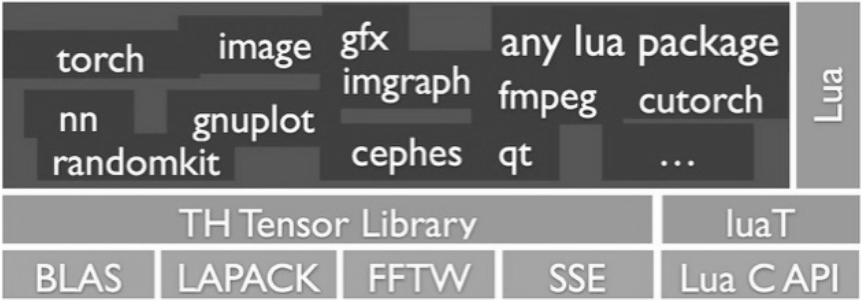 torch image gfx any lua package
imgraph fmpeg cutorch
nn gnuplot
randomkit cephes qt ...
Lua
TH Tensor Library luaT
BLAS LAPACK FFTW SSE Lua C API